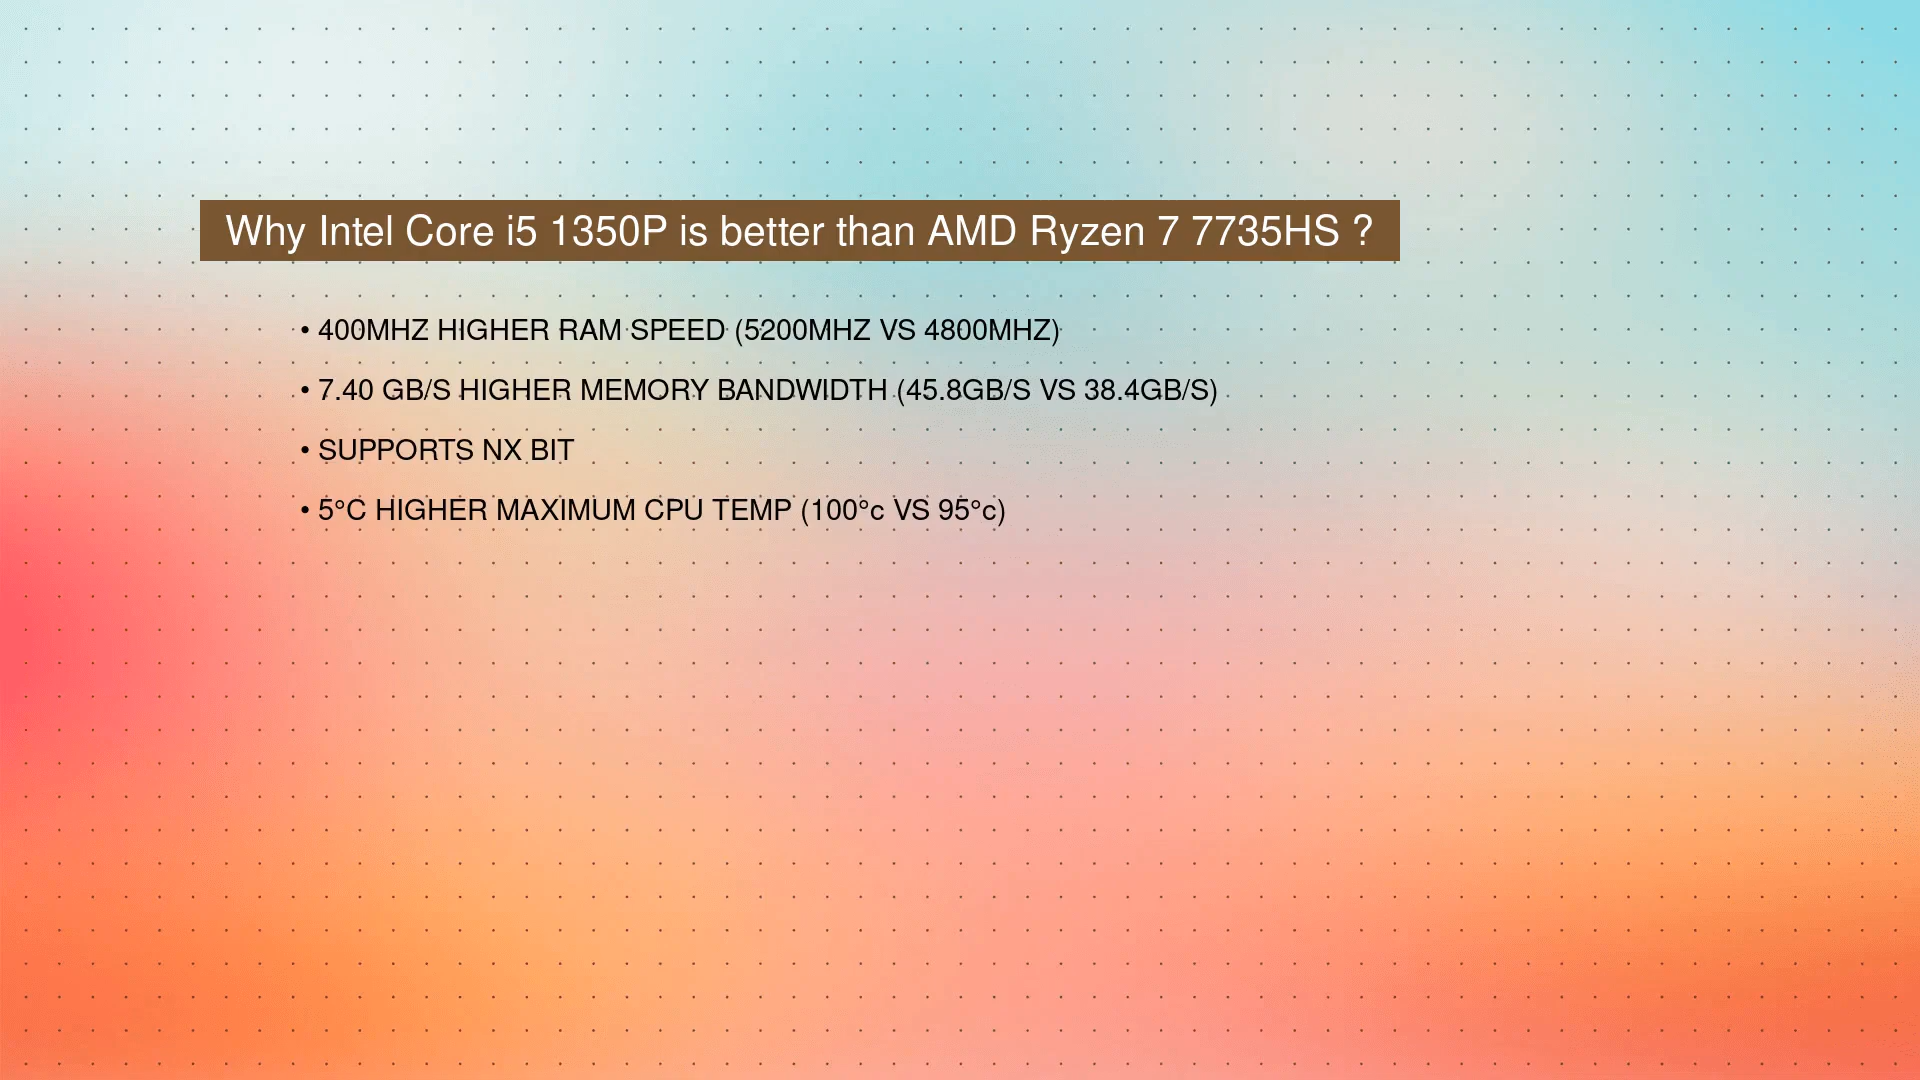 Why Intel Core i5 1350P is better than AMD Ryzen 7 7735HS ?
• 400MHZ HIGHER RAM SPEED (5200MHZ VS 4800MHZ)
• 7.40 GB/S HIGHER MEMORY BANDWIDTH (45.8GB/S VS 38.4GB/S)
• SUPPORTS NX BIT
• 5°C HIGHER MAXIMUM CPU TEMP (100°c VS 95°c)